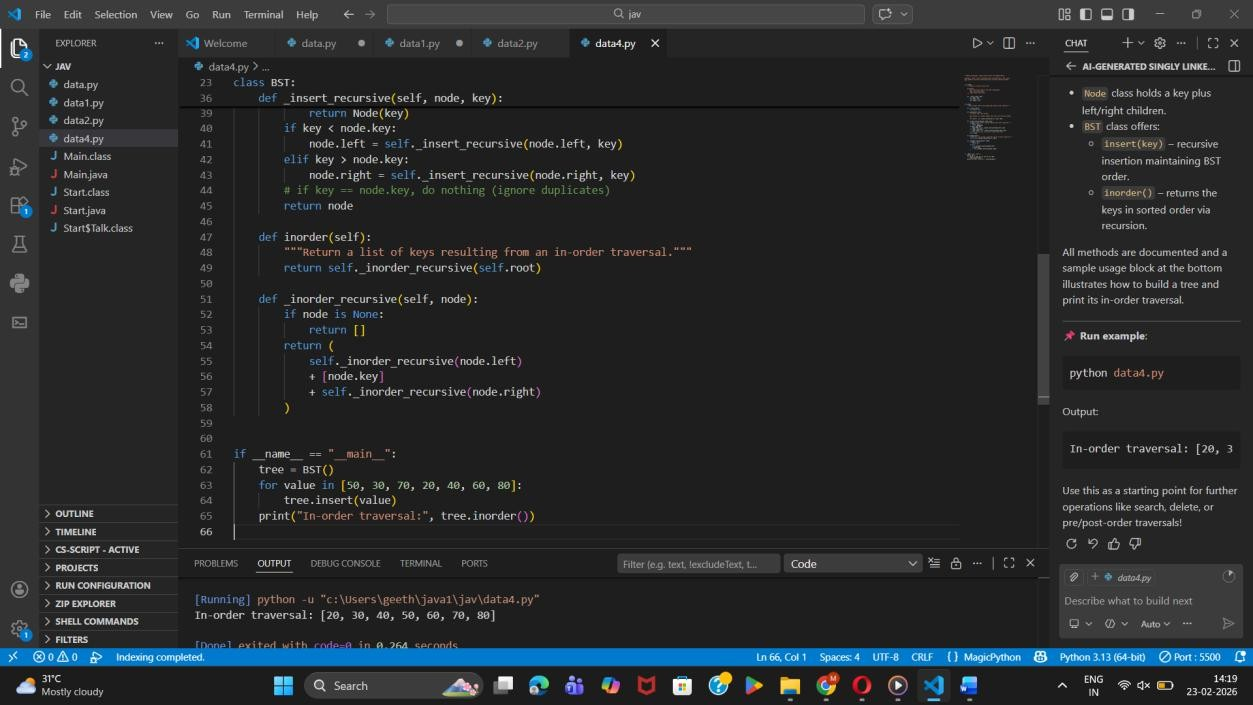 File Edit Selection View Go Run Terminal Help
jav
EXPLORER
JAV
data.py
data1.py
data2.py
data4.py
Main.class
Main.java
Start.class
Start.java
Start$Talk.class
OUTLINE
TIMELINE
CS-SCRIPT - ACTIVE
PROJECTS
RUN CONFIGURATION
ZIP EXPLORER
SHELL COMMANDS
FILTERS
2
1
1
Welcome data.py data1.py data2.py data4.py
data4.py > ...
23 class BST:
36 def _insert_recursive(self, node, key):
39 return Node(key)
40 if key < node.key:
41 node.left = self._insert_recursive(node.left, key)
42 elif key > node.key:
43 node.right = self._insert_recursive(node.right, key)
44 # if key == node.key, do nothing (ignore duplicates)
45 return node
46
47 def inorder(self):
48 """Return a list of keys resulting from an in-order traversal."""
49 return self._inorder_recursive(self.root)
50
51 def _inorder_recursive(self, node):
52 if node is None:
53 return []
54 return (
55 self._inorder_recursive(node.left)
56 + [node.key]
57 + self._inorder_recursive(node.right)
58 )
59
60
61 if __name__ == "__main__":
62 tree = BST()
63 for value in [50, 30, 70, 20, 40, 60, 80]:
64 tree.insert(value)
65 print("In-order traversal:", tree.inorder())
66
PROBLEMS OUTPUT DEBUG CONSOLE TERMINAL PORTS
Filter (e.g. text, !excludeText, t...
Code
[Running] python -u "c:\Users\geeth\java1\jav\data4.py"
In-order traversal: [20, 30, 40, 50, 60, 70, 80]
[Done] exited with code=0 in 0.264 seconds
CHAT
AI-GENERATED SINGLY LINKE...
• Node class holds a key plus
left/right children.
• BST class offers:
insert(key) – recursive
insertion maintaining BST
order.
inorder() – returns the
keys in sorted order via
recursion.
All methods are documented and a
sample usage block at the bottom
illustrates how to build a tree and
print its in-order traversal.
Run example:
python data4.py
Output:
In-order traversal: [20, 3
Use this as a starting point for further
operations like search, delete, or
pre/post-order traversals!
+ data4.py
Describe what to build next
Auto
0 0 Indexing completed.
Ln 66, Col 1 Spaces: 4 UTF-8 CRLF { } MagicPython Python 3.13 (64-bit) Port : 5500
31°C
Mostly cloudy
Search
ENG
IN
14:19
23-02-2026